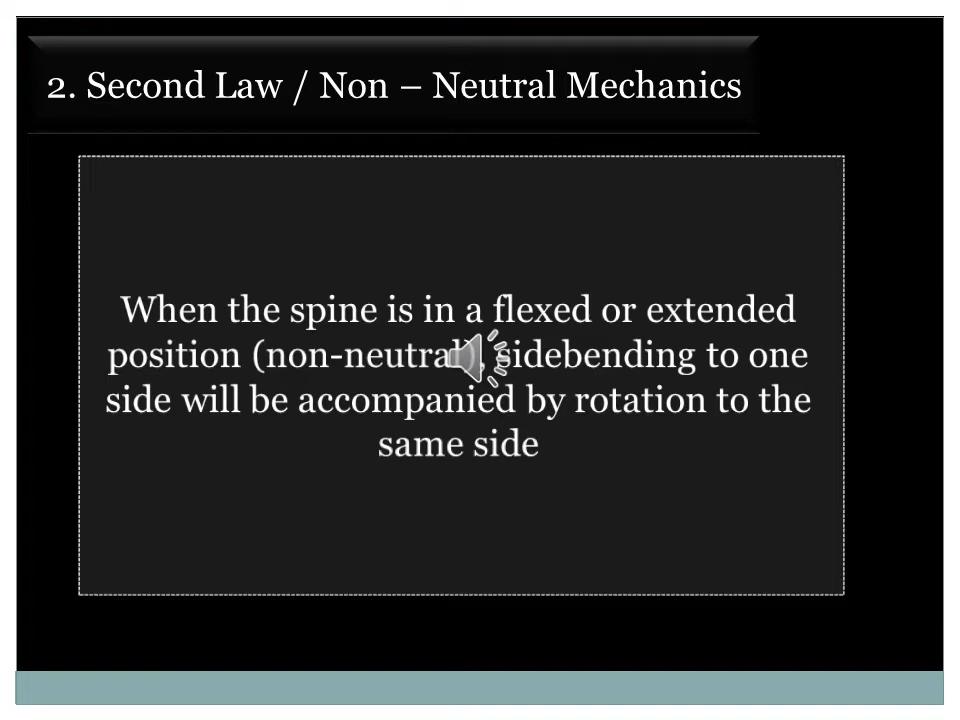 2. Second Law / Non – Neutral Mechanics
When the spine is in a flexed or extended
position (non-neutral), sidebending to one
side will be accompanied by rotation to the
same side